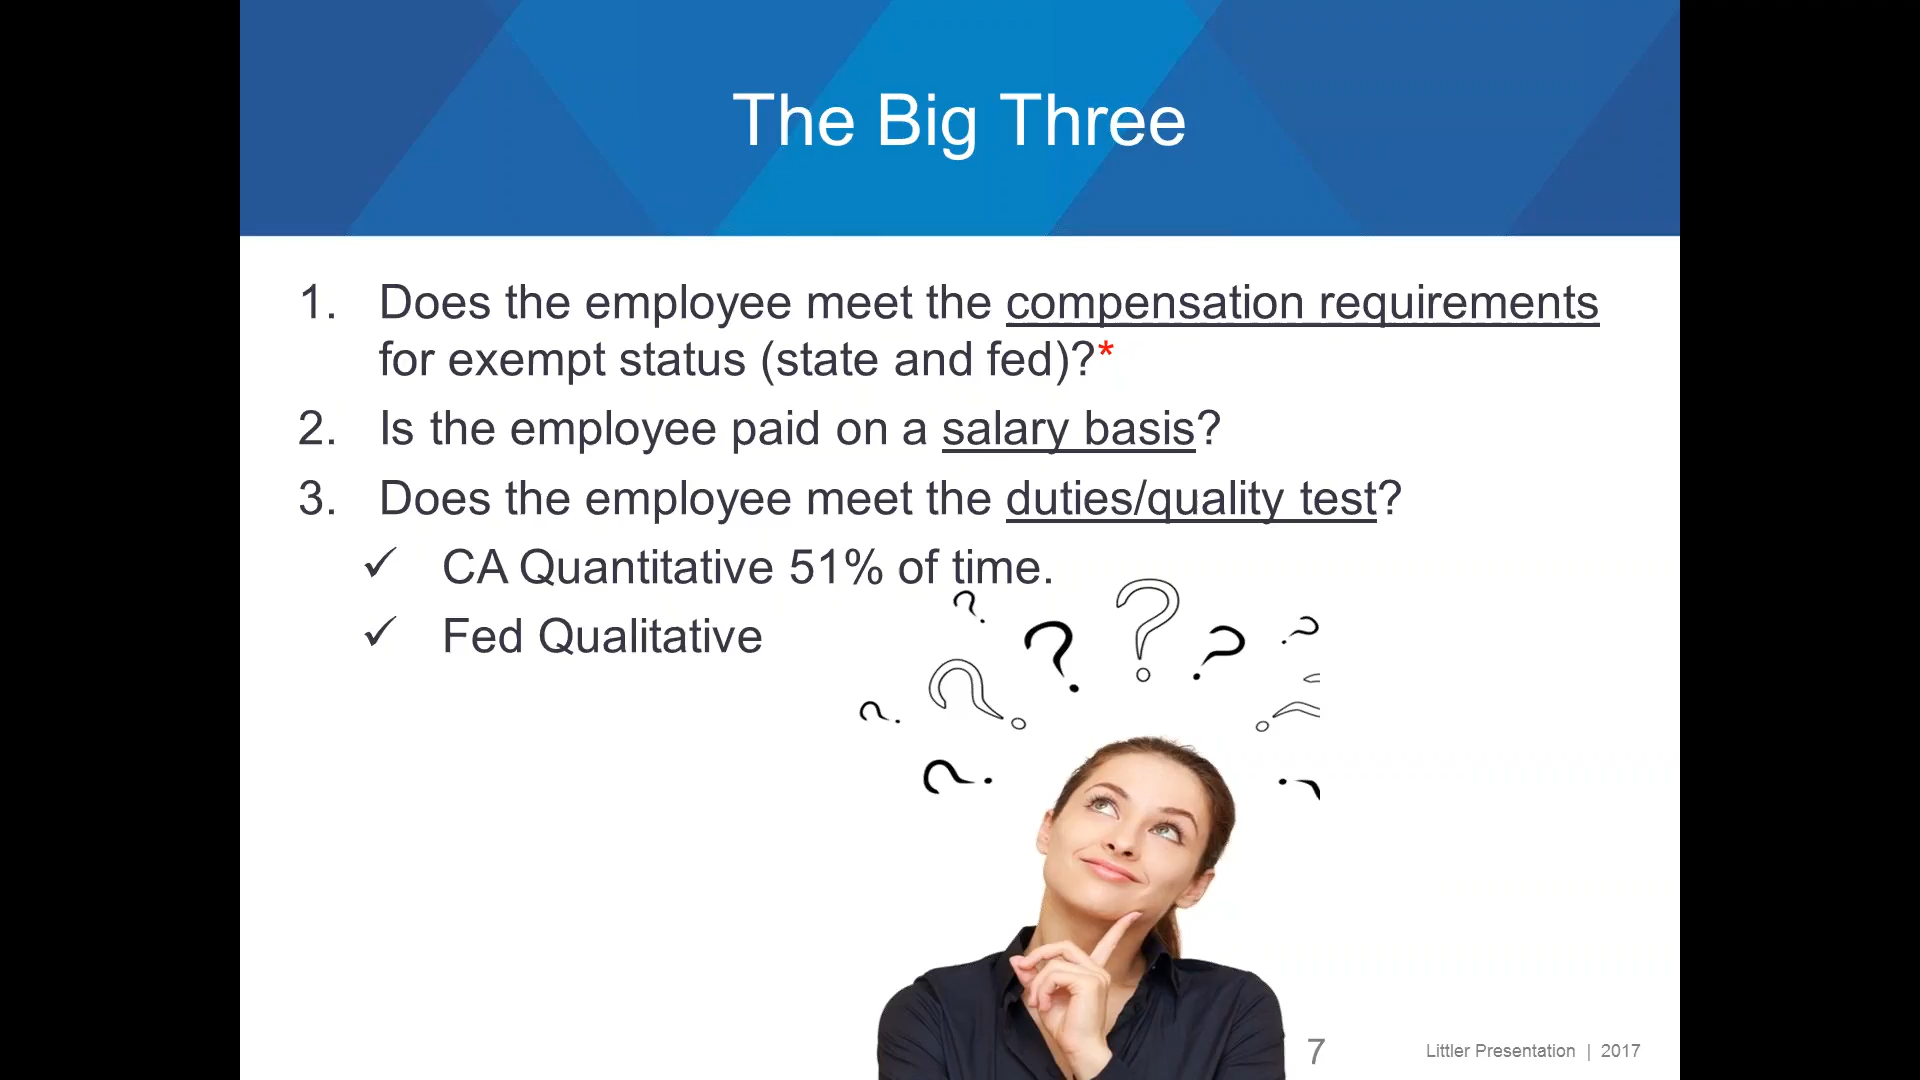 The Big Three
1. Does the employee meet the compensation requirements
for exempt status (state and fed)?*
2. Is the employee paid on a salary basis?
3. Does the employee meet the duties/quality test?
✓ CA Quantitative 51% of time.
✓ Fed Qualitative
? ? ? ? ? ? ? ?
7
Littler Presentation | 2017